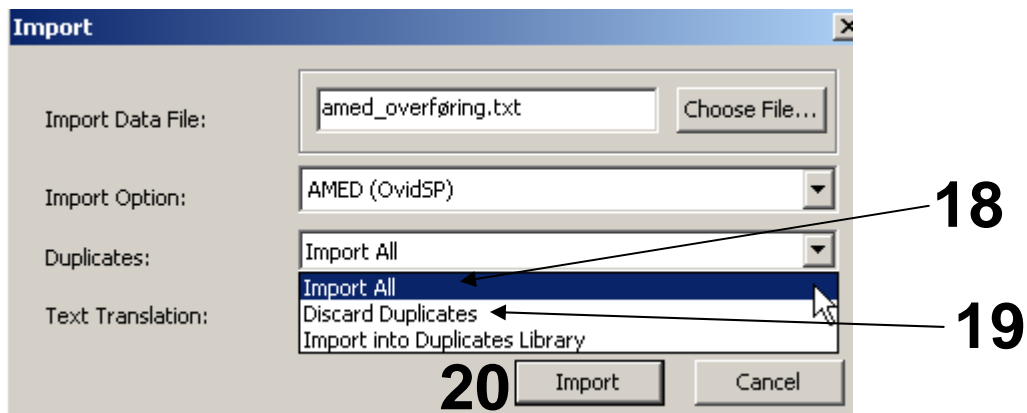 Import
Import Data File: amed_overføring.txt Choose File...
Import Option: AMED (OvidSP)
18
Duplicates: Import All
Import All
Text Translation: Discard Duplicates
19
Import into Duplicates Library
20 Import Cancel